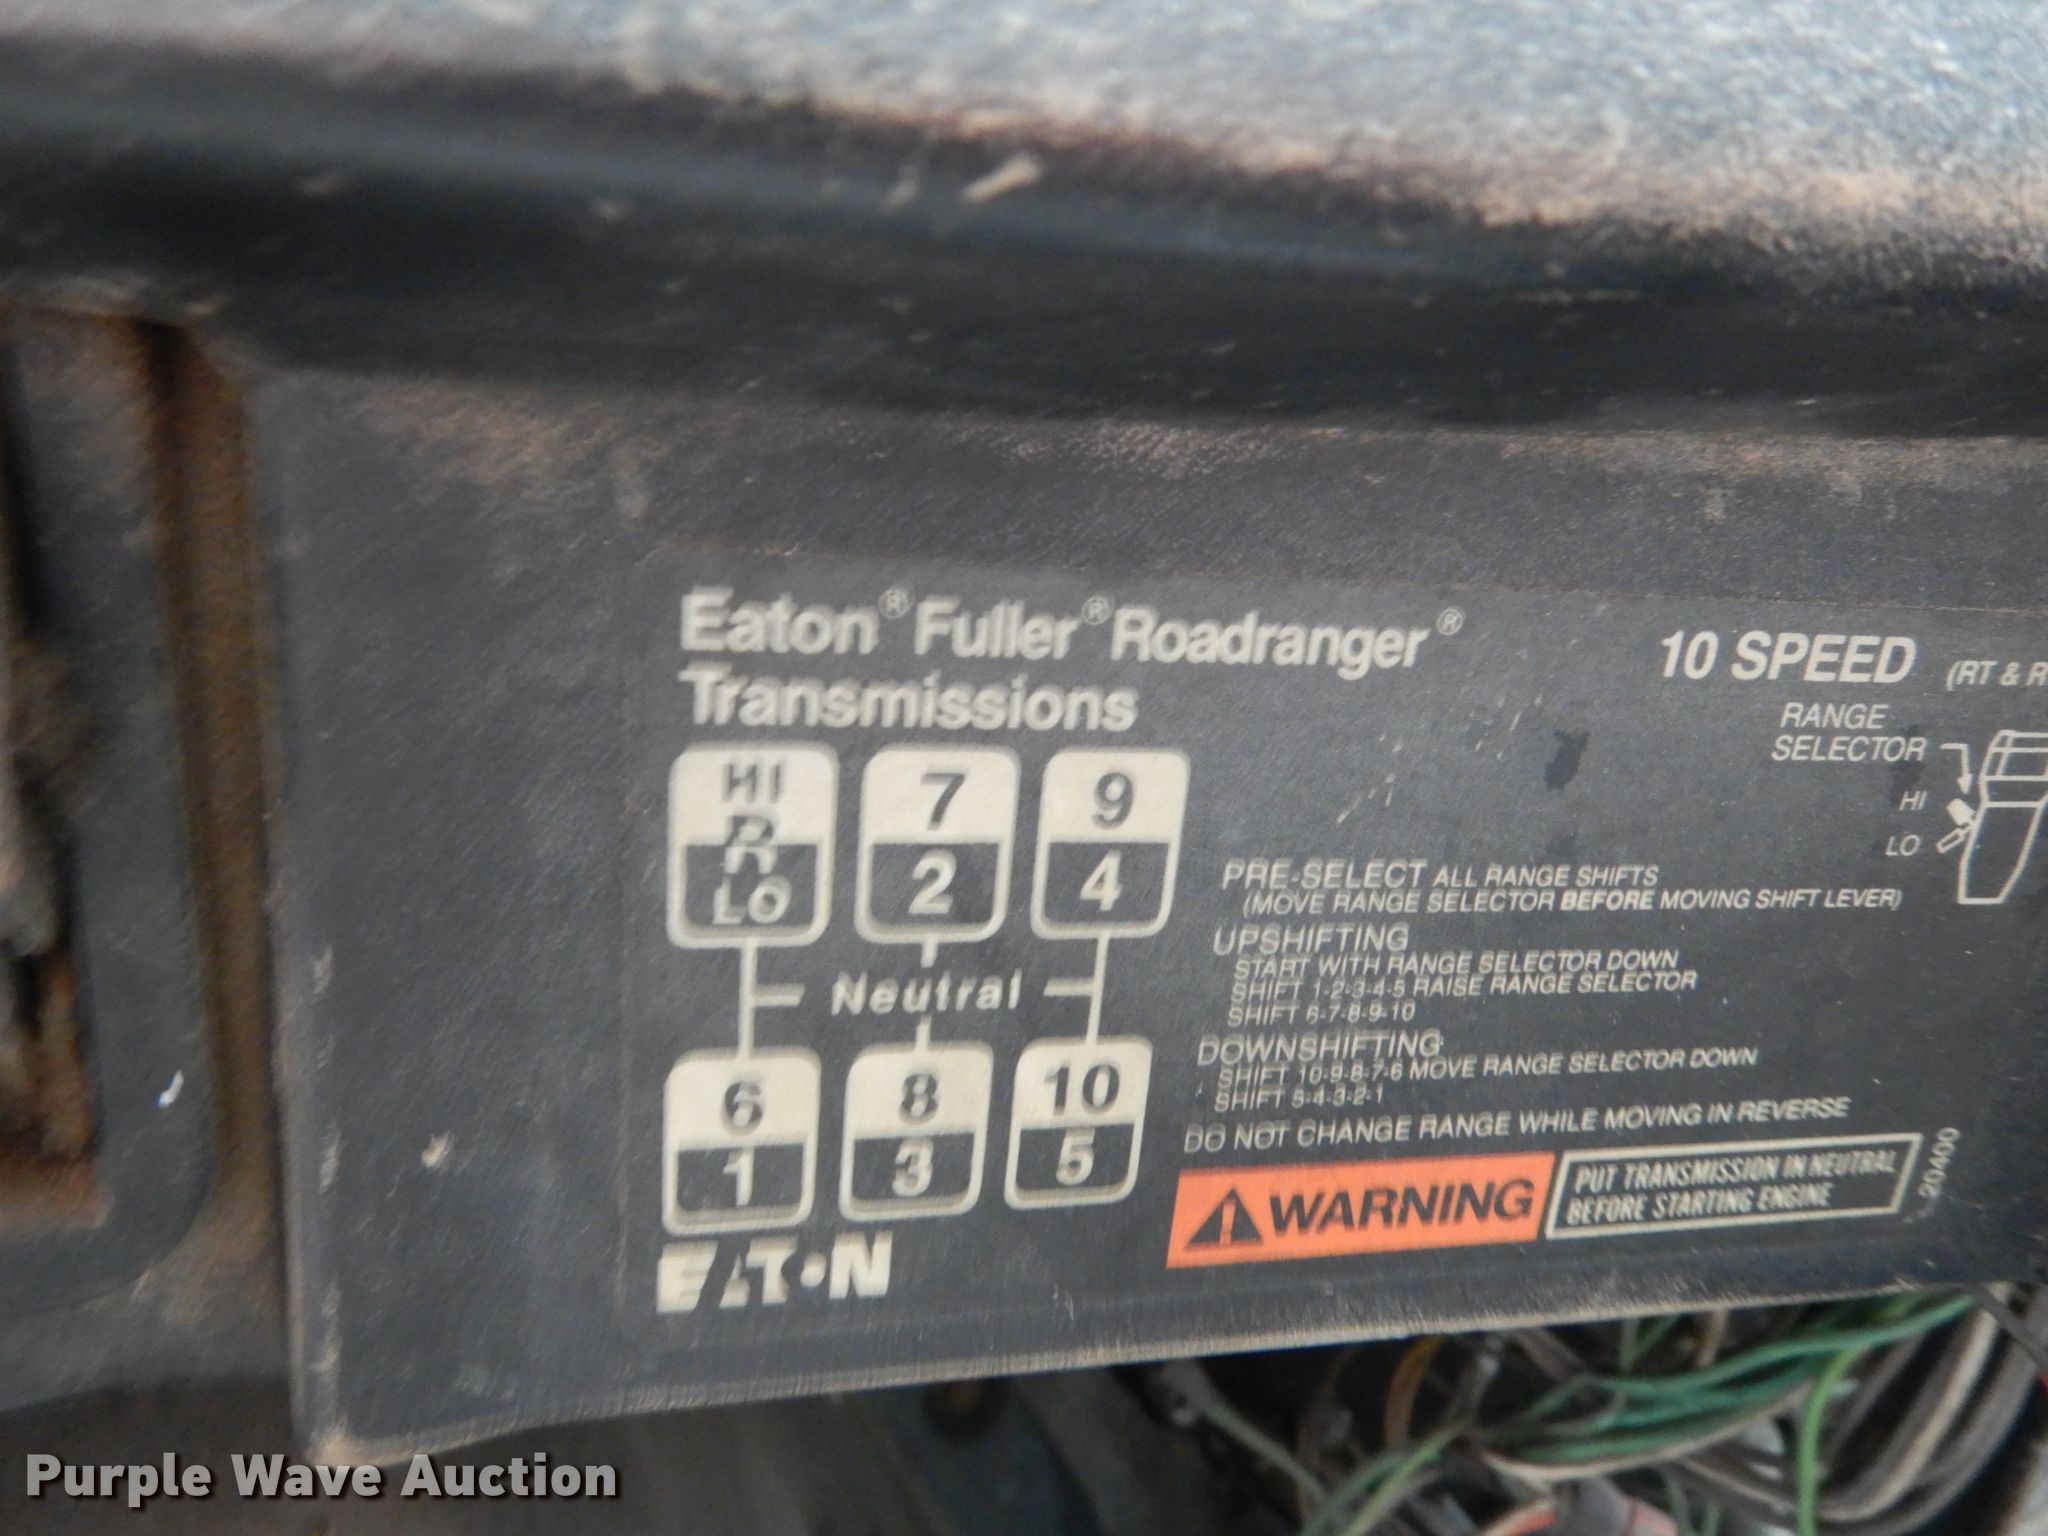 Eaton® Fuller® Roadranger®
Transmissions
10 SPEED (RT & R
RANGE
SELECTOR
HI
LO
HI 7 9
R
LO 2 4
Neutral
6 8 10
1 3 5
EATON
PRE-SELECT ALL RANGE SHIFTS
(MOVE RANGE SELECTOR BEFORE MOVING SHIFT LEVER)
UPSHIFTING
START WITH RANGE SELECTOR DOWN
SHIFT 1-2-3-4-5 RAISE RANGE SELECTOR
SHIFT 6-7-8-9-10
DOWNSHIFTING
SHIFT 10-9-8-7-6 MOVE RANGE SELECTOR DOWN
SHIFT 5-4-3-2-1
DO NOT CHANGE RANGE WHILE MOVING IN REVERSE
WARNING
PUT TRANSMISSION IN NEUTRAL
BEFORE STARTING ENGINE
20400
Purple Wave Auction